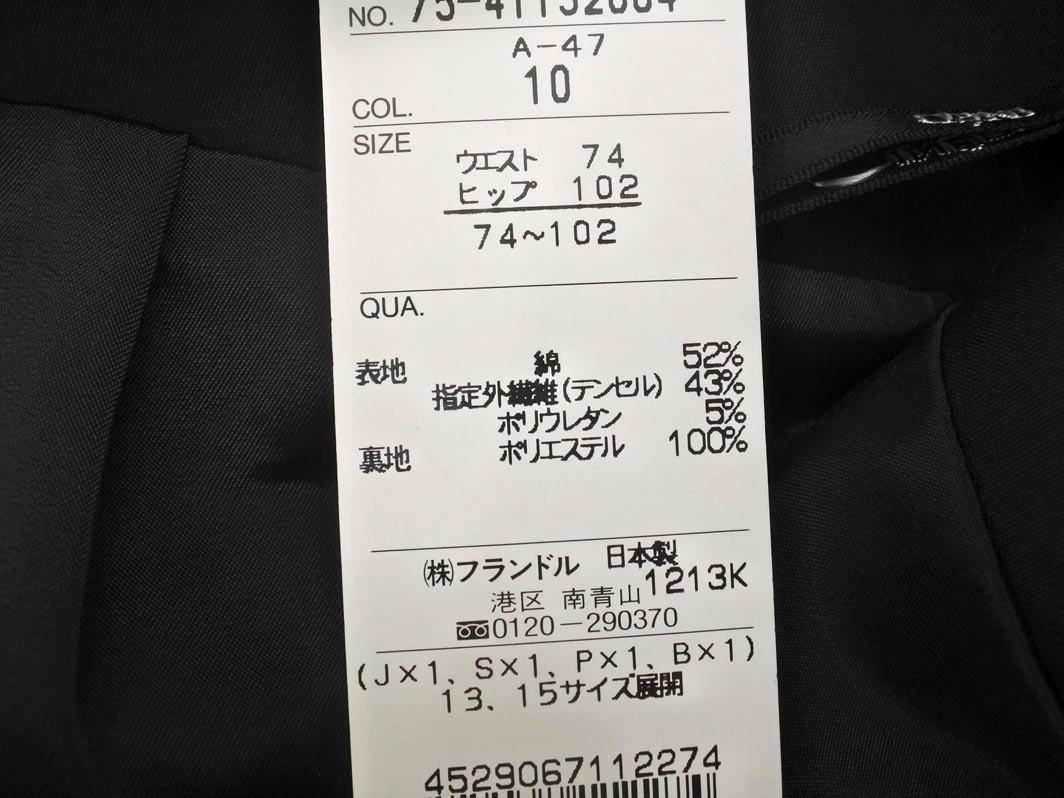 NO. 75-41152664
A-47
COL. 10
SIZE
ウエスト 74
ヒップ 102
74~102
QUA.
表地 綿 52%
指定外繊維(テンセル) 43%
ポリウレタン 5%
裏地 ポリエステル 100%
(株)フランドル 日本製
港区 南青山 1213K
0120-290370
(J×1、S×1、P×1、B×1)
13、15サイズ展開
4529067112274